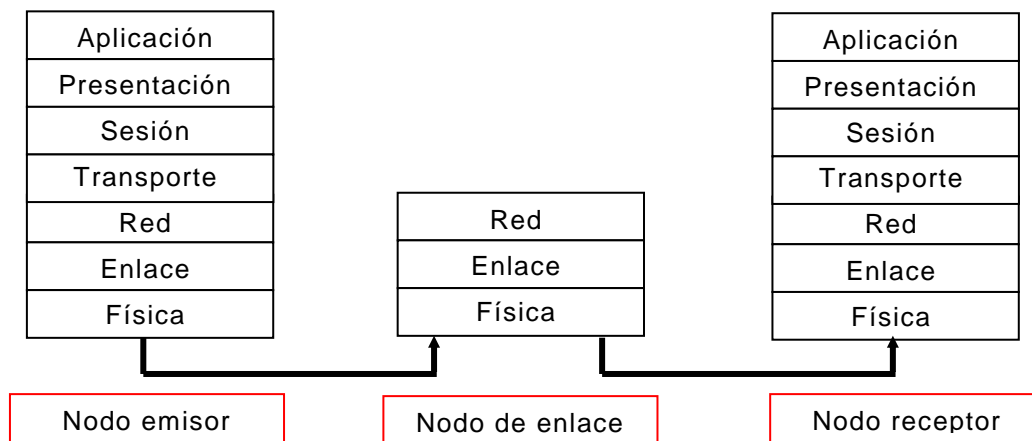 Aplicación
Presentación
Sesión
Transporte
Red
Enlace
Física
Nodo emisor
Red
Enlace
Física
Nodo de enlace
Aplicación
Presentación
Sesión
Transporte
Red
Enlace
Física
Nodo receptor